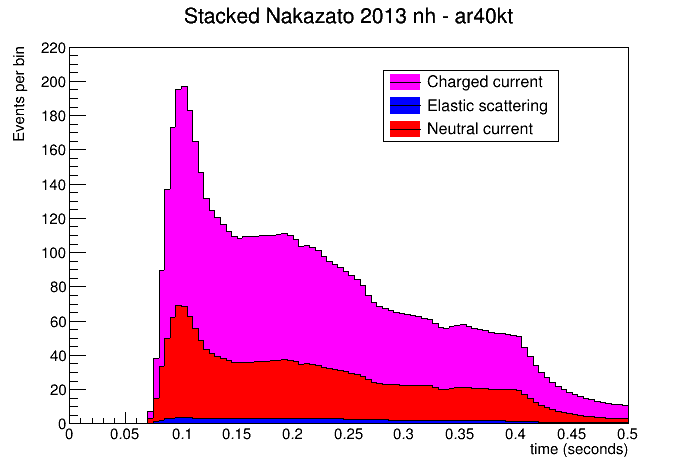 Stacked Nakazato 2013 nh - ar40kt
Events per bin
220
200
180
160
140
120
100
80
60
40
20
0
Charged current
Elastic scattering
Neutral current
0 0.05 0.1 0.15 0.2 0.25 0.3 0.35 0.4 0.45 0.5
time (seconds)